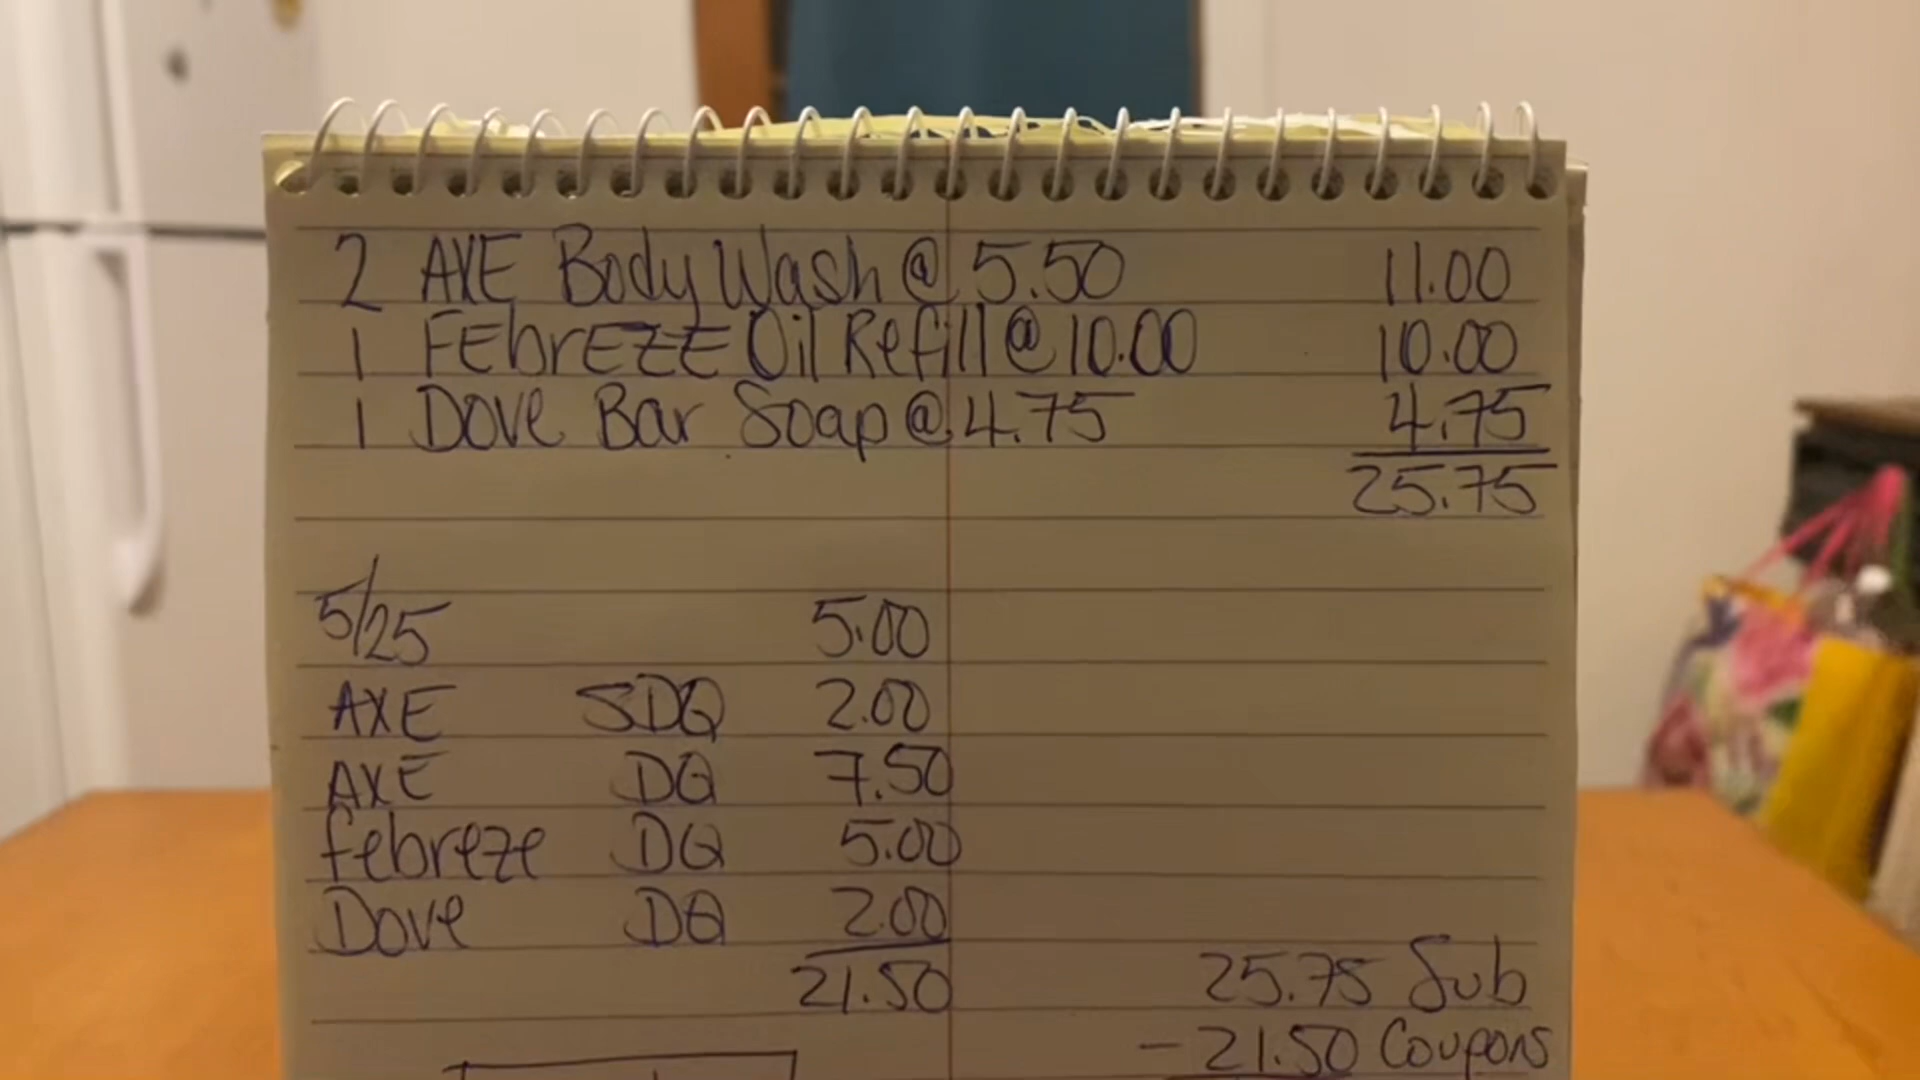 2 AXE Body Wash @ 5.50 11.00
1 FEbrEZE Oil Refill @ 10.00 10.00
1 Dove Bar Soap @ 4.75 4.75
25.75
5/25 5.00
AXE SDQ 2.00
AXE DQ 7.50
febreze DQ 5.00
Dove DQ 2.00
21.50
25.75 Sub
- 21.50 Coupons